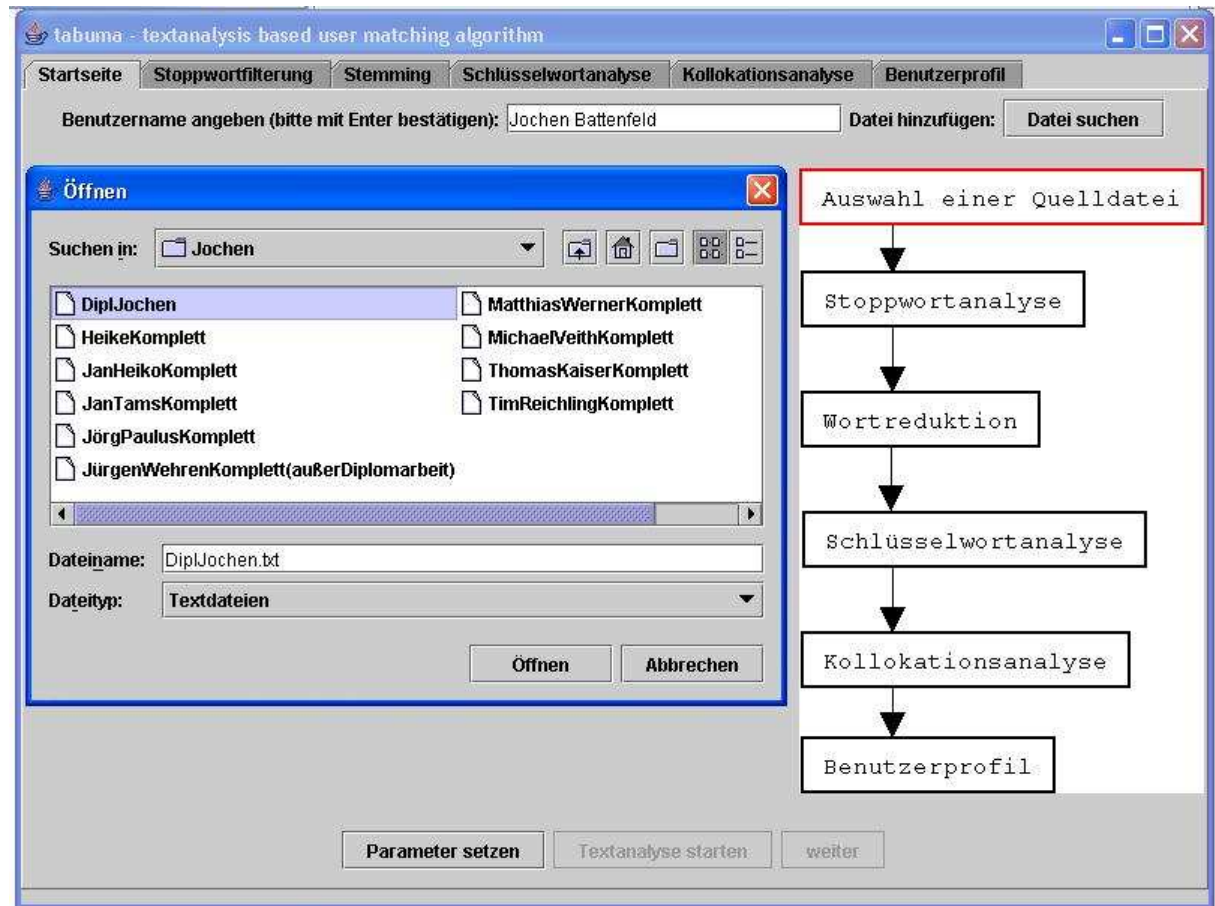 tabuma - textanalysis based user matching algorithm
Startseite Stoppwortfilterung Stemming Schlüsselwortanalyse Kollokationsanalyse Benutzerprofil
Benutzername angeben (bitte mit Enter bestätigen): Jochen Battenfeld Datei hinzufügen: Datei suchen
Öffnen
Suchen in: Jochen
DiplJochen
HeikeKomplett
JanHeikoKomplett
JanTamsKomplett
JörgPaulusKomplett
JürgenWehrenKomplett(außerDiplomarbeit)
MatthiasWernerKomplett
MichaelVeithKomplett
ThomasKaiserKomplett
TimReichlingKomplett
Dateiname: DiplJochen.txt
Dateityp: Textdateien
Öffnen Abbrechen
Auswahl einer Quelldatei
Stoppwortanalyse
Wortreduktion
Schlüsselwortanalyse
Kollokationsanalyse
Benutzerprofil
Parameter setzen Textanalyse starten weiter